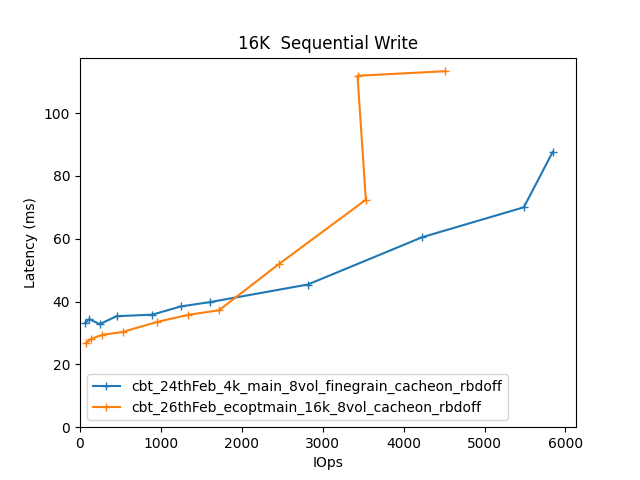 16K  Sequential Write
Latency (ms)
100
80
60
40
20
0
cbt_24thFeb_4k_main_8vol_finegrain_cacheon_rbdoff
cbt_26thFeb_ecoptmain_16k_8vol_cacheon_rbdoff
0 1000 2000 3000 4000 5000 6000
IOps